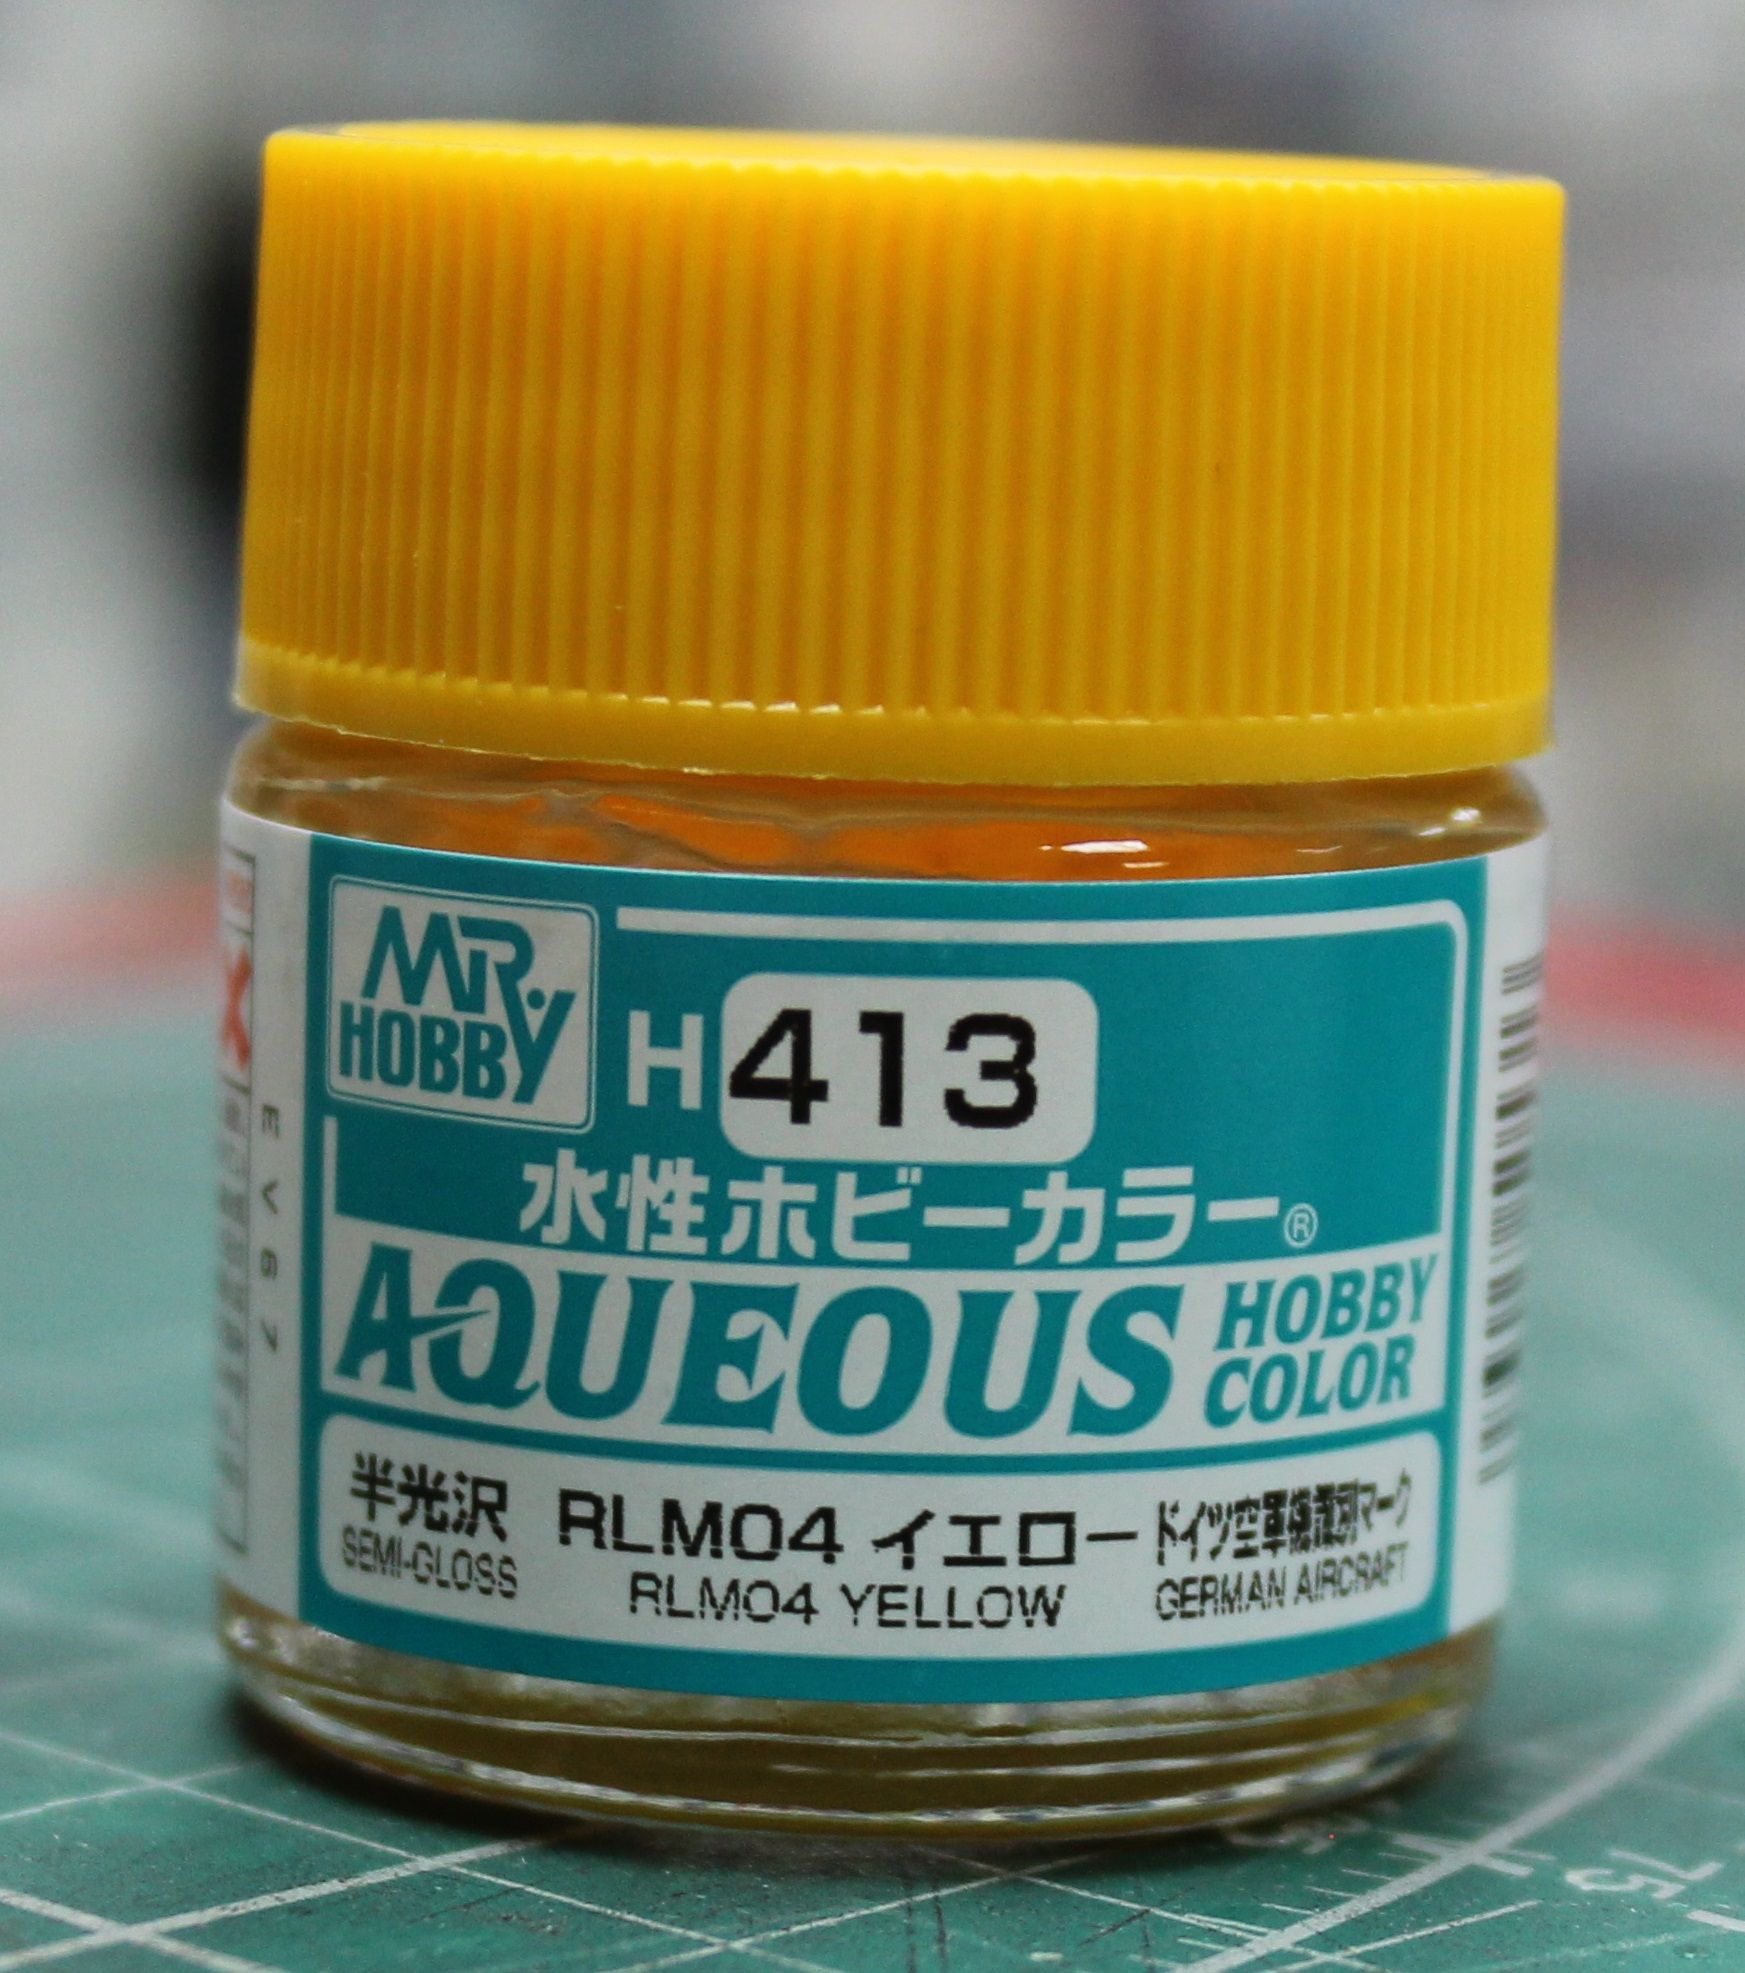 MR. HOBBY
H 413
水性ホビーカラー®
AQUEOUS HOBBY COLOR
半光沢 RLM04 イエロー ドイツ空軍機識別マーク
SEMI-GLOSS RLM04 YELLOW GERMAN AIRCRAFT
EV67
75